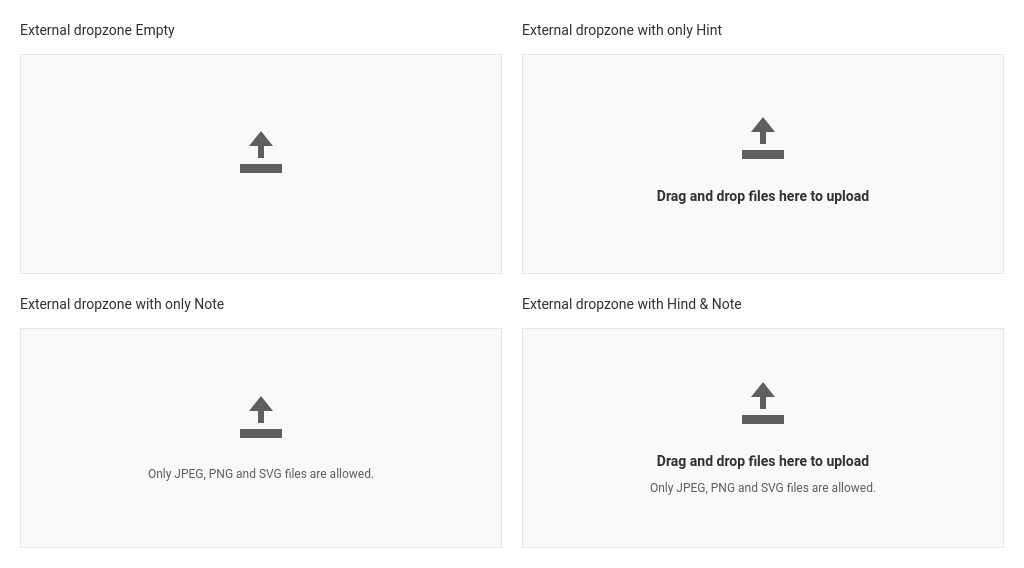 External dropzone Empty
External dropzone with only Hint
Drag and drop files here to upload
External dropzone with only Note
Only JPEG, PNG and SVG files are allowed.
External dropzone with Hind & Note
Drag and drop files here to upload
Only JPEG, PNG and SVG files are allowed.